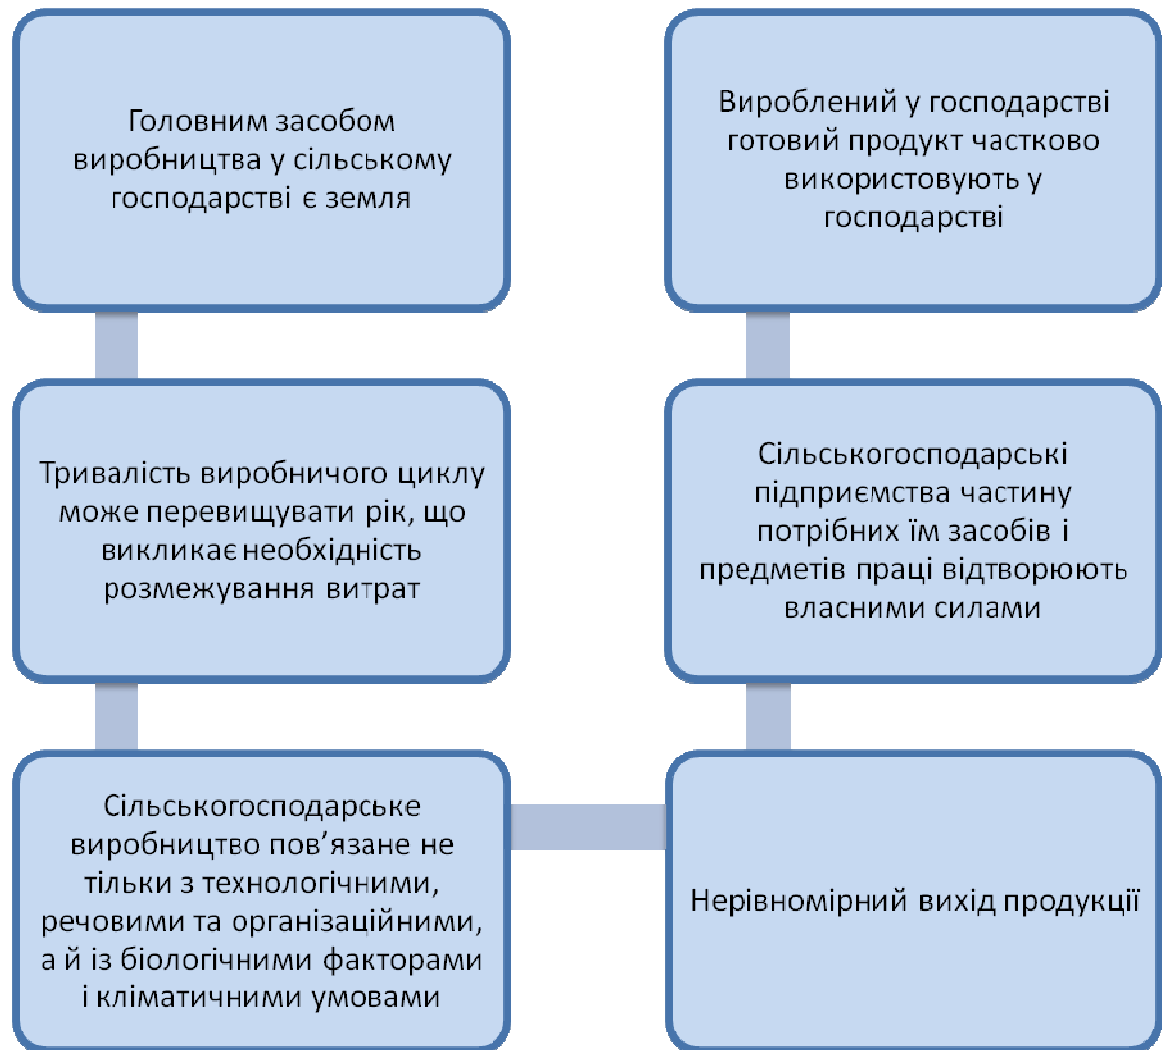 Головним засобом
виробництва у сільському
господарстві є земля
Тривалість виробничого циклу
може перевищувати рік, що
викликає необхідність
розмежування витрат
Сільськогосподарське
виробництво пов’язане не
тільки з технологічними,
речовими та організаційними,
а й із біологічними факторами
і кліматичними умовами
Нерівномірний вихід продукції
Сільськогосподарські
підприємства частину
потрібних їм засобів і
предметів праці відтворюють
власними силами
Вироблений у господарстві
готовий продукт частково
використовують у
господарстві